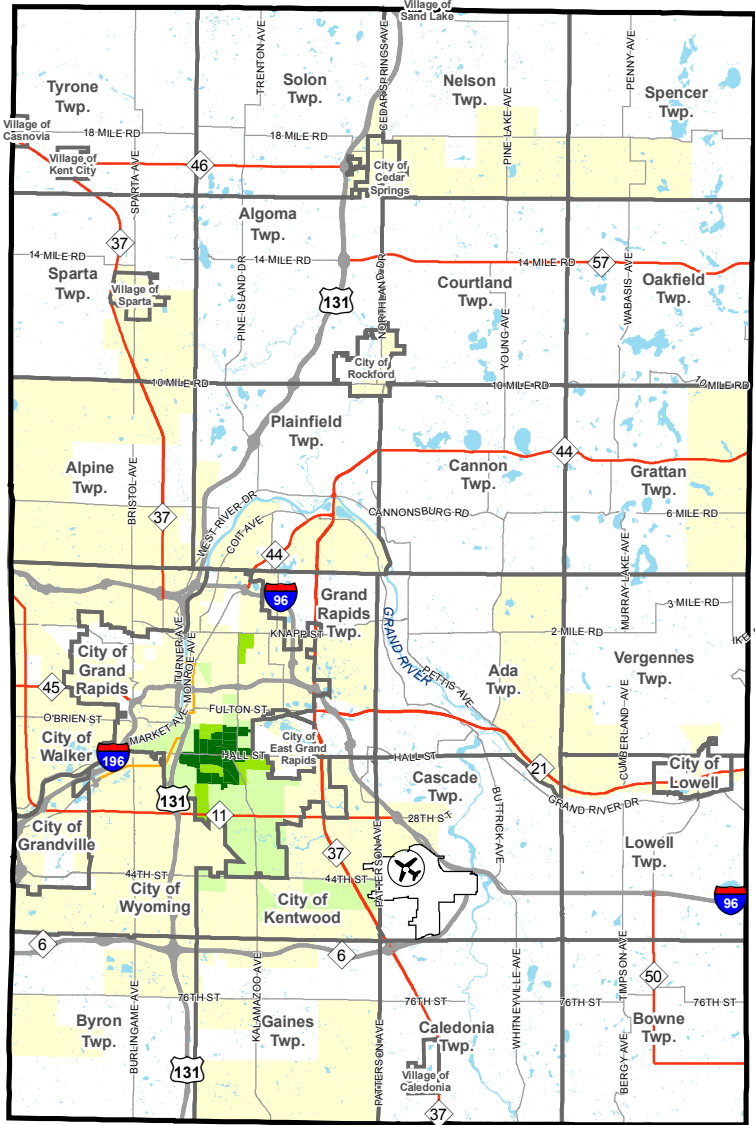 Village of
Sand Lake
TRENTON AVE
CEDAR SPRINGS AVE
PENNY AVE
Tyrone
Twp.
Solon
Twp.
Nelson
Twp.
Spencer
Twp.
PINE LAKE AVE
Village of
Casnovia
18 MILE RD
18 MILE RD
Village of
Kent City
46
City of
Cedar
Springs
SPARTA AVE
Algoma
Twp.
37
14 MILE RD
14 MILE RD
14 MILE RD
57
Sparta
Twp.
Village of
Sparta
PINE ISLAND DR
131
NORTHLAND DR
Courtland
Twp.
YOUNG AVE
WABASIS AVE
Oakfield
Twp.
City of
Rockford
10 MILE RD
10 MILE RD
10 MILE RD
Plainfield
Twp.
44
Alpine
Twp.
BRISTOL AVE
Cannon
Twp.
Grattan
Twp.
37
WEST RIVER DR
COIT AVE
CANNONSBURG RD
6 MILE RD
44
MURRAY LAKE AVE
96
Grand
Rapids
Twp.
GRAND RIVER
3 MILE RD
2 MILE RD
KNAPP ST
IKE
City of
Grand
Rapids
TURNER AVE
MONROE AVE
PETTIS AVE
Ada
Twp.
Vergennes
Twp.
45
O'BRIEN ST
FULTON ST
MARKET AVE
City of
Walker
196
HALL ST
City of
East Grand
Rapids
HALL ST
CUMBERLAND AVE
21
City of
Lowell
Cascade
Twp.
131
BUTTRICK AVE
GRAND RIVER DR
11
28TH ST
City of
Grandville
37
Lowell
Twp.
44TH ST
44TH ST
PATTERSON AVE
City of
Wyoming
City of
Kentwood
96
6
6
BURLINGAME AVE
KALAMAZOO AVE
WHITNEYVILLE AVE
TIMPSON AVE
50
76TH ST
76TH ST
76TH ST
76TH ST
Byron
Twp.
Gaines
Twp.
Caledonia
Twp.
Bowne
Twp.
PATTERSON AVE
BERGY AVE
131
Village of
Caledonia
37